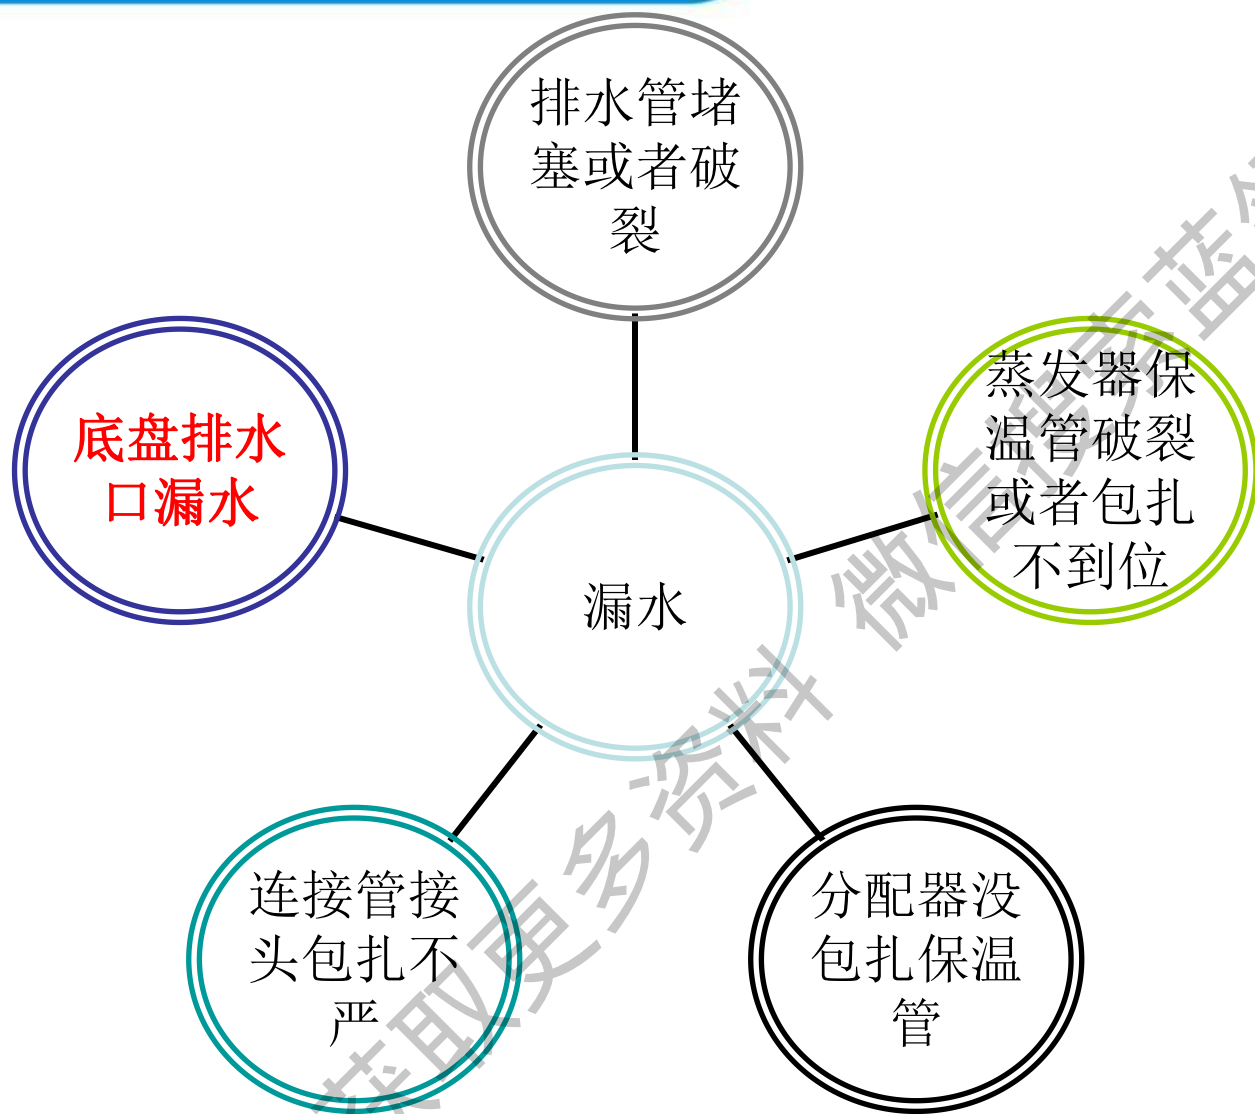 排水管堵
塞或者破
裂
底盘排水
口漏水
蒸发器保
温管破裂
或者包扎
不到位
漏水
连接管接
头包扎不
严
分配器没
包扎保温
管
获取更多资料 微信搜索蓝领